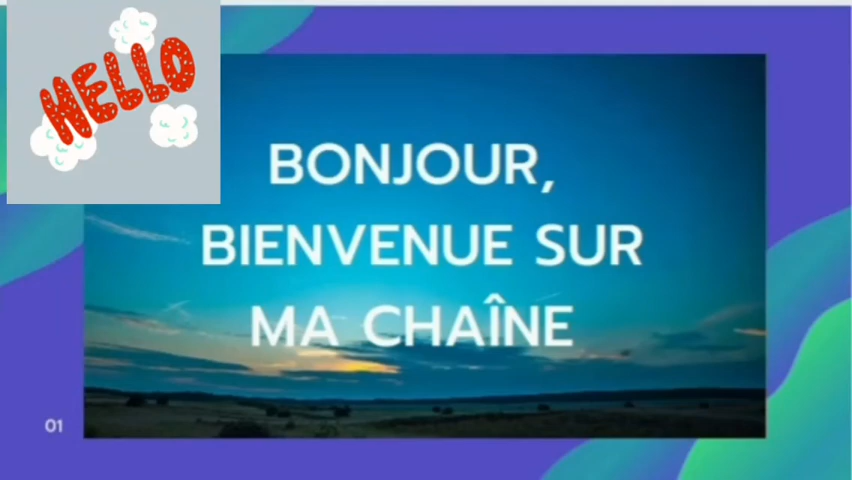 HELLO
BONJOUR,
BIENVENUE SUR
MA CHAÎNE
01